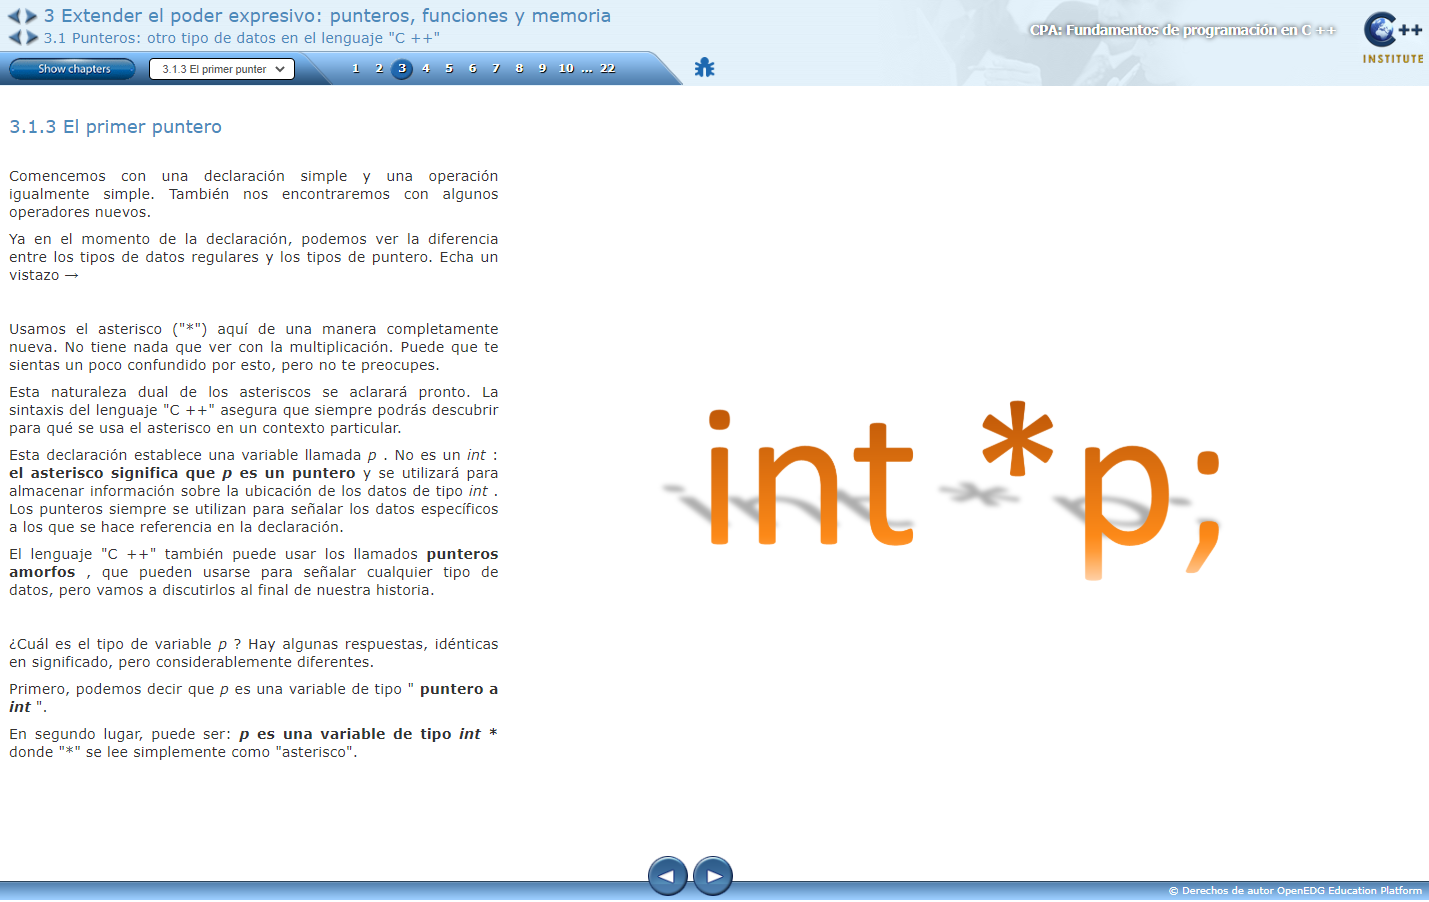 3 Extender el poder expresivo: punteros, funciones y memoria
3.1 Punteros: otro tipo de datos en el lenguaje "C ++"
CPA: Fundamentos de programación en C ++
C++
INSTITUTE
Show chapters
3.1.3 El primer punter
1 2 3 4 5 6 7 8 9 10 ... 22
3.1.3 El primer puntero
Comencemos con una declaración simple y una operación
igualmente simple. También nos encontraremos con algunos
operadores nuevos.
Ya en el momento de la declaración, podemos ver la diferencia
entre los tipos de datos regulares y los tipos de puntero. Echa un
vistazo →
Usamos el asterisco ("*") aquí de una manera completamente
nueva. No tiene nada que ver con la multiplicación. Puede que te
sientas un poco confundido por esto, pero no te preocupes.
Esta naturaleza dual de los asteriscos se aclarará pronto. La
sintaxis del lenguaje "C ++" asegura que siempre podrás descubrir
para qué se usa el asterisco en un contexto particular.
Esta declaración establece una variable llamada p . No es un int :
el asterisco significa que p es un puntero y se utilizará para
almacenar información sobre la ubicación de los datos de tipo int .
Los punteros siempre se utilizan para señalar los datos específicos
a los que se hace referencia en la declaración.
El lenguaje "C ++" también puede usar los llamados punteros
amorfos , que pueden usarse para señalar cualquier tipo de
datos, pero vamos a discutirlos al final de nuestra historia.
¿Cuál es el tipo de variable p ? Hay algunas respuestas, idénticas
en significado, pero considerablemente diferentes.
Primero, podemos decir que p es una variable de tipo " puntero a
int ".
En segundo lugar, puede ser: p es una variable de tipo int *
donde "*" se lee simplemente como "asterisco".
int *p;
© Derechos de autor OpenEDG Education Platform